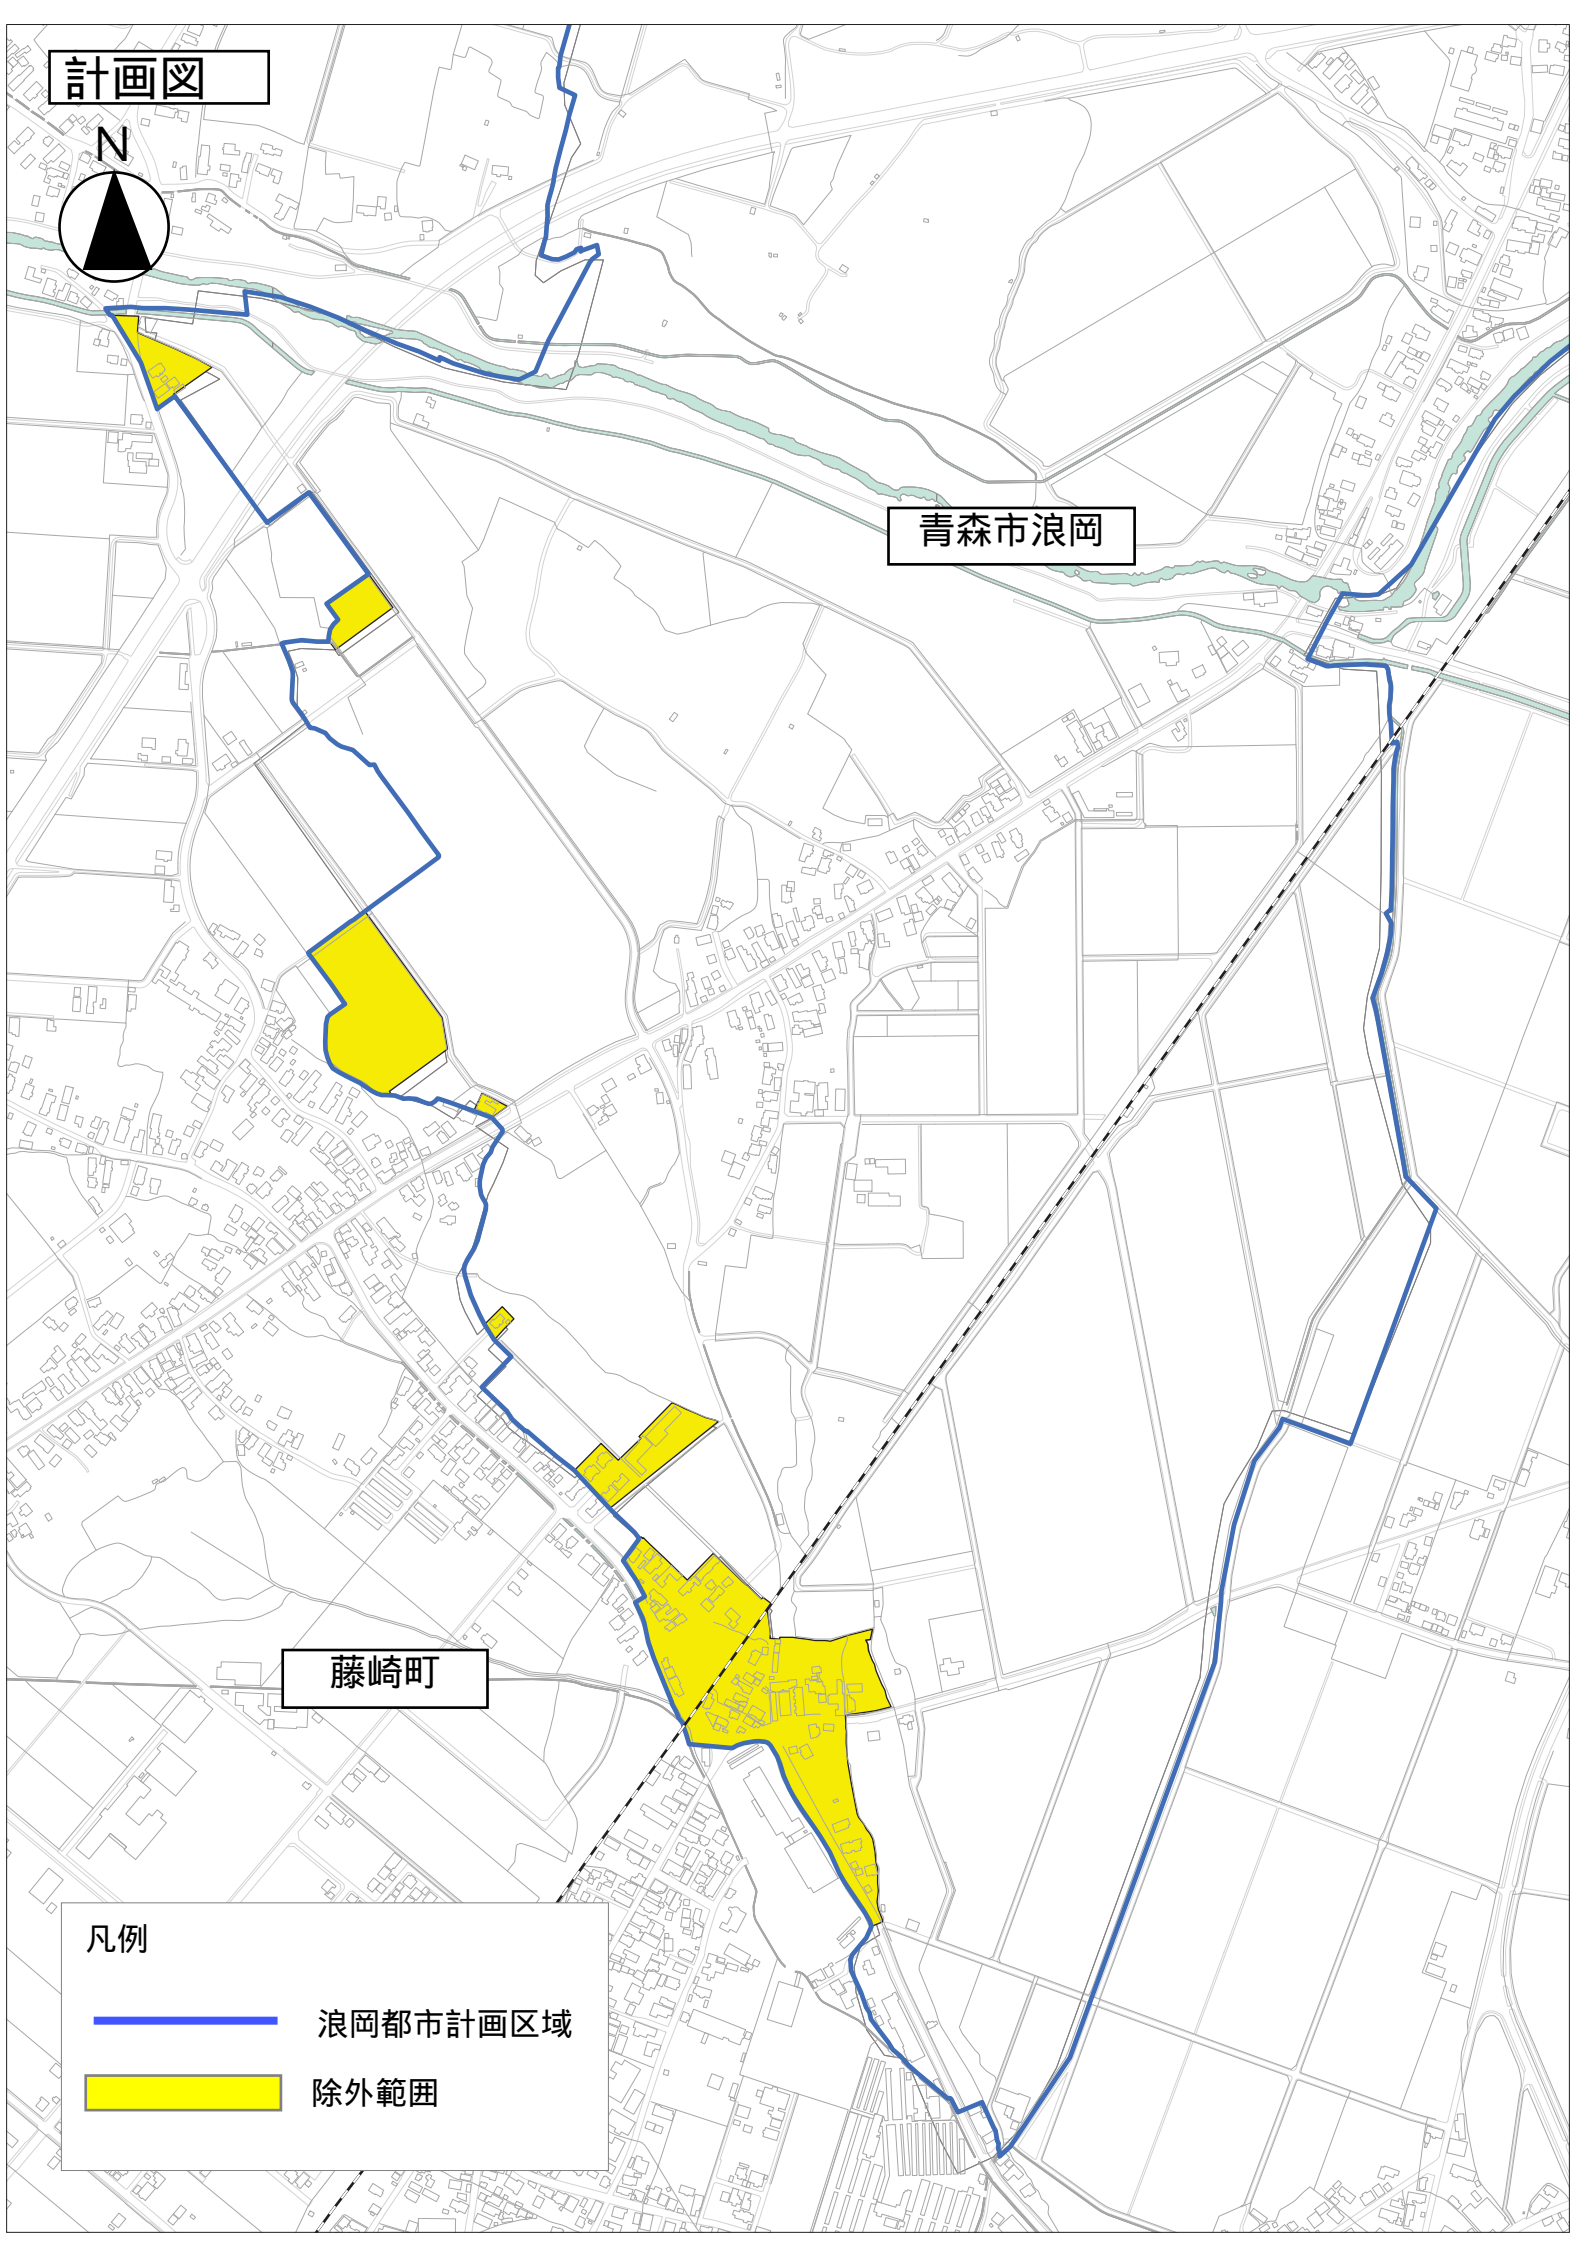 計画図
N
青森市浪岡
藤崎町
凡例
浪岡都市計画区域
除外範囲